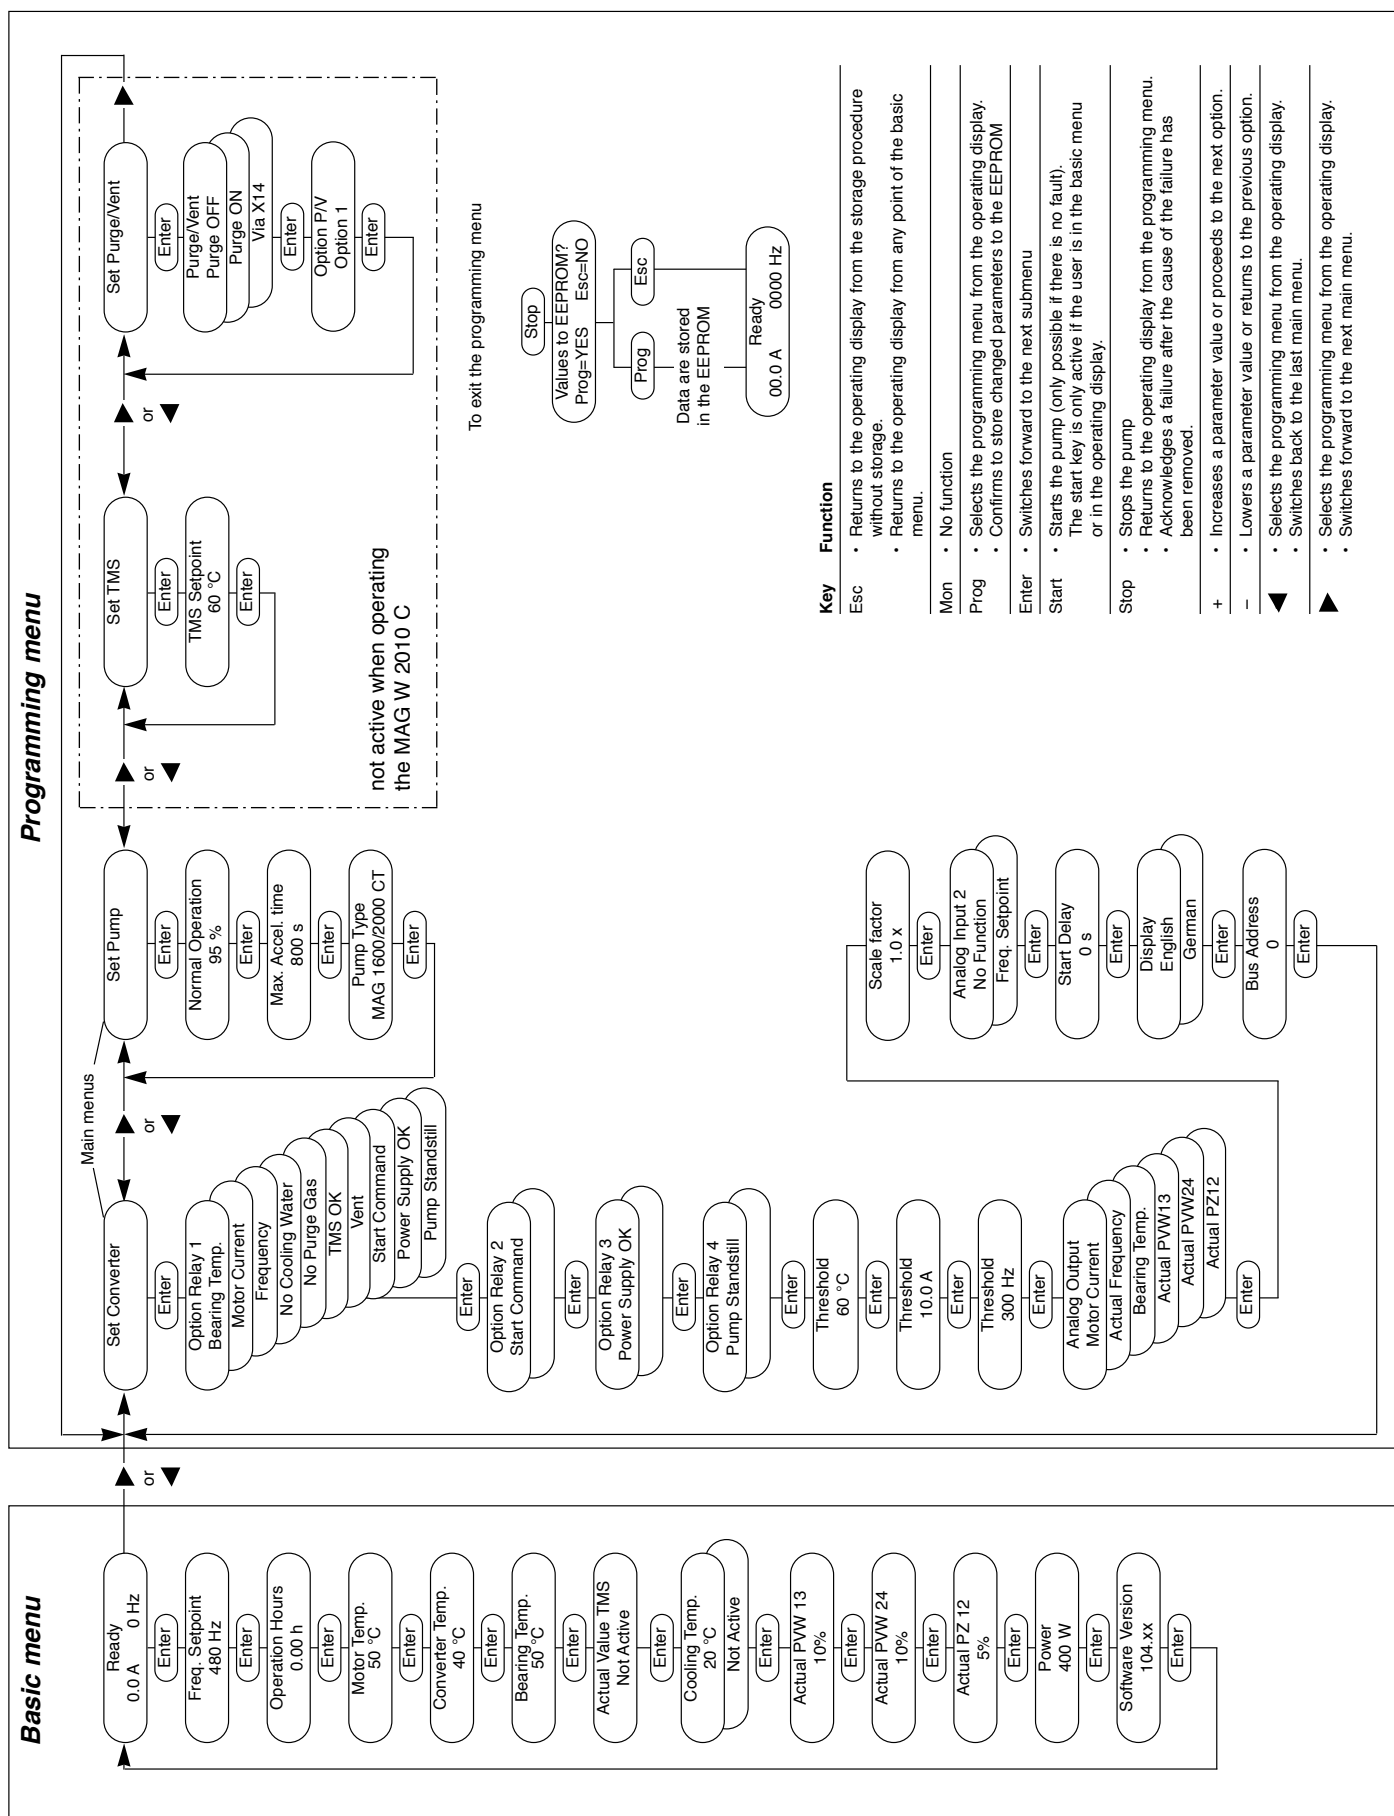 Basic menu
Ready
0.0 A 0 Hz
Enter
Freq. Setpoint
480 Hz
Enter
Operation Hours
0.00 h
Enter
Motor Temp.
50 °C
Enter
Converter Temp.
40 °C
Enter
Bearing Temp.
50 °C
Enter
Actual Value TMS
Not Active
Enter
Cooling Temp.
20 °C
Not Active
Enter
Actual PVW 13
10%
Enter
Actual PVW 24
10%
Enter
Actual PZ 12
5%
Enter
Power
400 W
Enter
Software Version
104.xx
Enter
or
Programming menu
Main menus
Set Converter
Enter
Option Relay 1
Bearing Temp.
Motor Current
Frequency
No Cooling Water
No Purge Gas
TMS OK
Vent
Start Command
Power Supply OK
Pump Standstill
Enter
Option Relay 2
Start Command
Enter
Option Relay 3
Power Supply OK
Enter
Option Relay 4
Pump Standstill
Enter
Threshold
60 °C
Enter
Threshold
10.0 A
Enter
Threshold
300 Hz
Enter
Analog Output
Motor Current
Actual Frequency
Bearing Temp.
Actual PVW13
Actual PVW24
Actual PZ12
Enter
Scale factor
1.0 x
Enter
Analog Input 2
No Function
Freq. Setpoint
Enter
Start Delay
0 s
Enter
Display
English
German
Enter
Bus Address
0
Enter
or
Set Pump
Enter
Normal Operation
95 %
Enter
Max. Accel. time
800 s
Enter
Pump Type
MAG 1600/2000 CT
Enter
or
Set TMS
Enter
TMS Setpoint
60 °C
Enter
or
Set Purge/Vent
Enter
Purge/Vent
Purge OFF
Purge ON
Via X14
Enter
Option P/V
Option 1
Enter
not active when operating
the MAG W 2010 C
To exit the programming menu
Stop
Values to EEPROM?
Prog=YES Esc=NO
Prog
Esc
Data are stored
in the EEPROM
Ready
00.0 A 0000 Hz
Key Function
Esc • Returns to the operating display from the storage procedure
without storage.
• Returns to the operating display from any point of the basic
menu.
Mon • No function
Prog • Selects the programming menu from the operating display.
• Confirms to store changed parameters to the EEPROM
Enter • Switches forward to the next submenu
Start • Starts the pump (only possible if there is no fault).
The start key is only active if the user is in the basic menu
or in the operating display.
Stop • Stops the pump
• Returns to the operating display from the programming menu.
• Acknowledges a failure after the cause of the failure has
been removed.
+ • Increases a parameter value or proceeds to the next option.
– • Lowers a parameter value or returns to the previous option.
◀ • Selects the programming menu from the operating display.
• Switches back to the last main menu.
▶ • Selects the programming menu from the operating display.
• Switches forward to the next main menu.